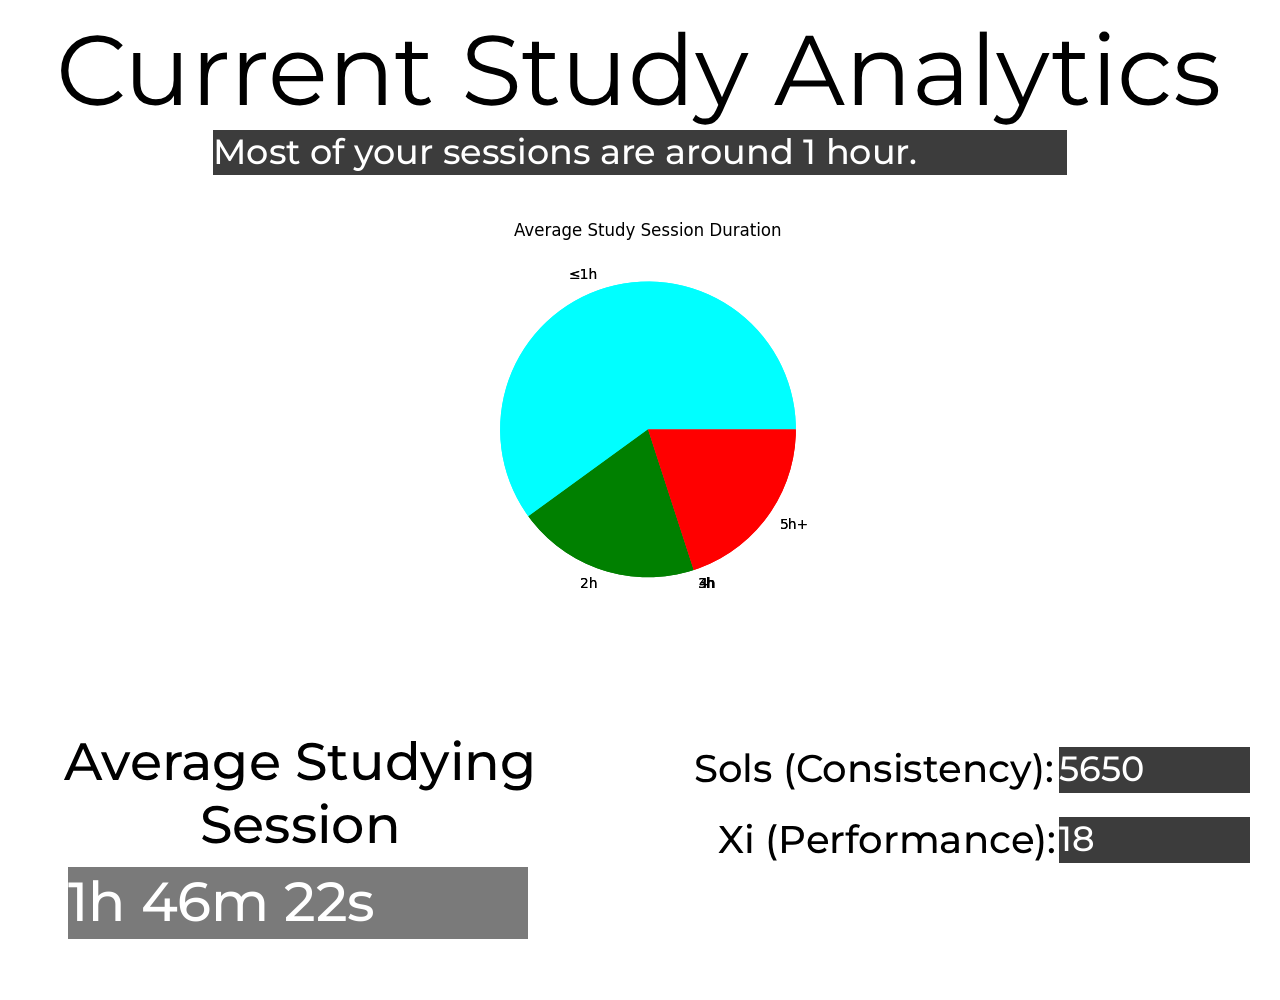 Current Study Analytics
Most of your sessions are around 1 hour.
Average Study Session Duration
≤1h
5h+
2h
Average Studying
Session
1h 46m 22s
Sols (Consistency): 5650
Xi (Performance): 18